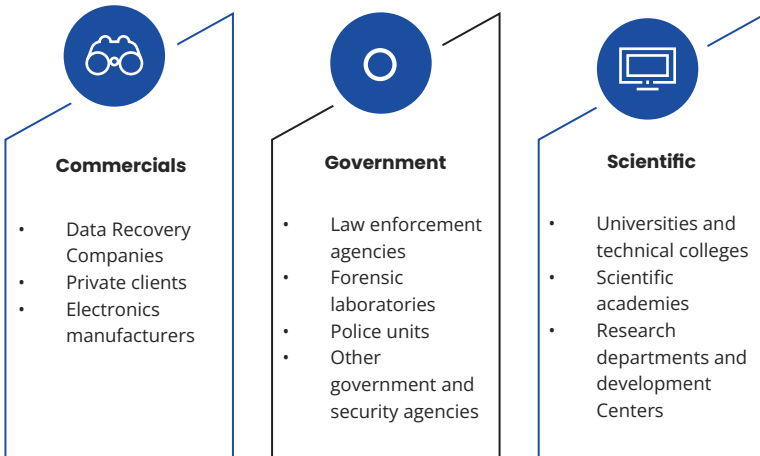 Commercials
• Data Recovery
Companies
• Private clients
• Electronics
manufacturers
Government
• Law enforcement
agencies
• Forensic
laboratories
• Police units
• Other
government and
security agencies
Scientific
• Universities and
technical colleges
• Scientific
academies
• Research
departments and
development
Centers